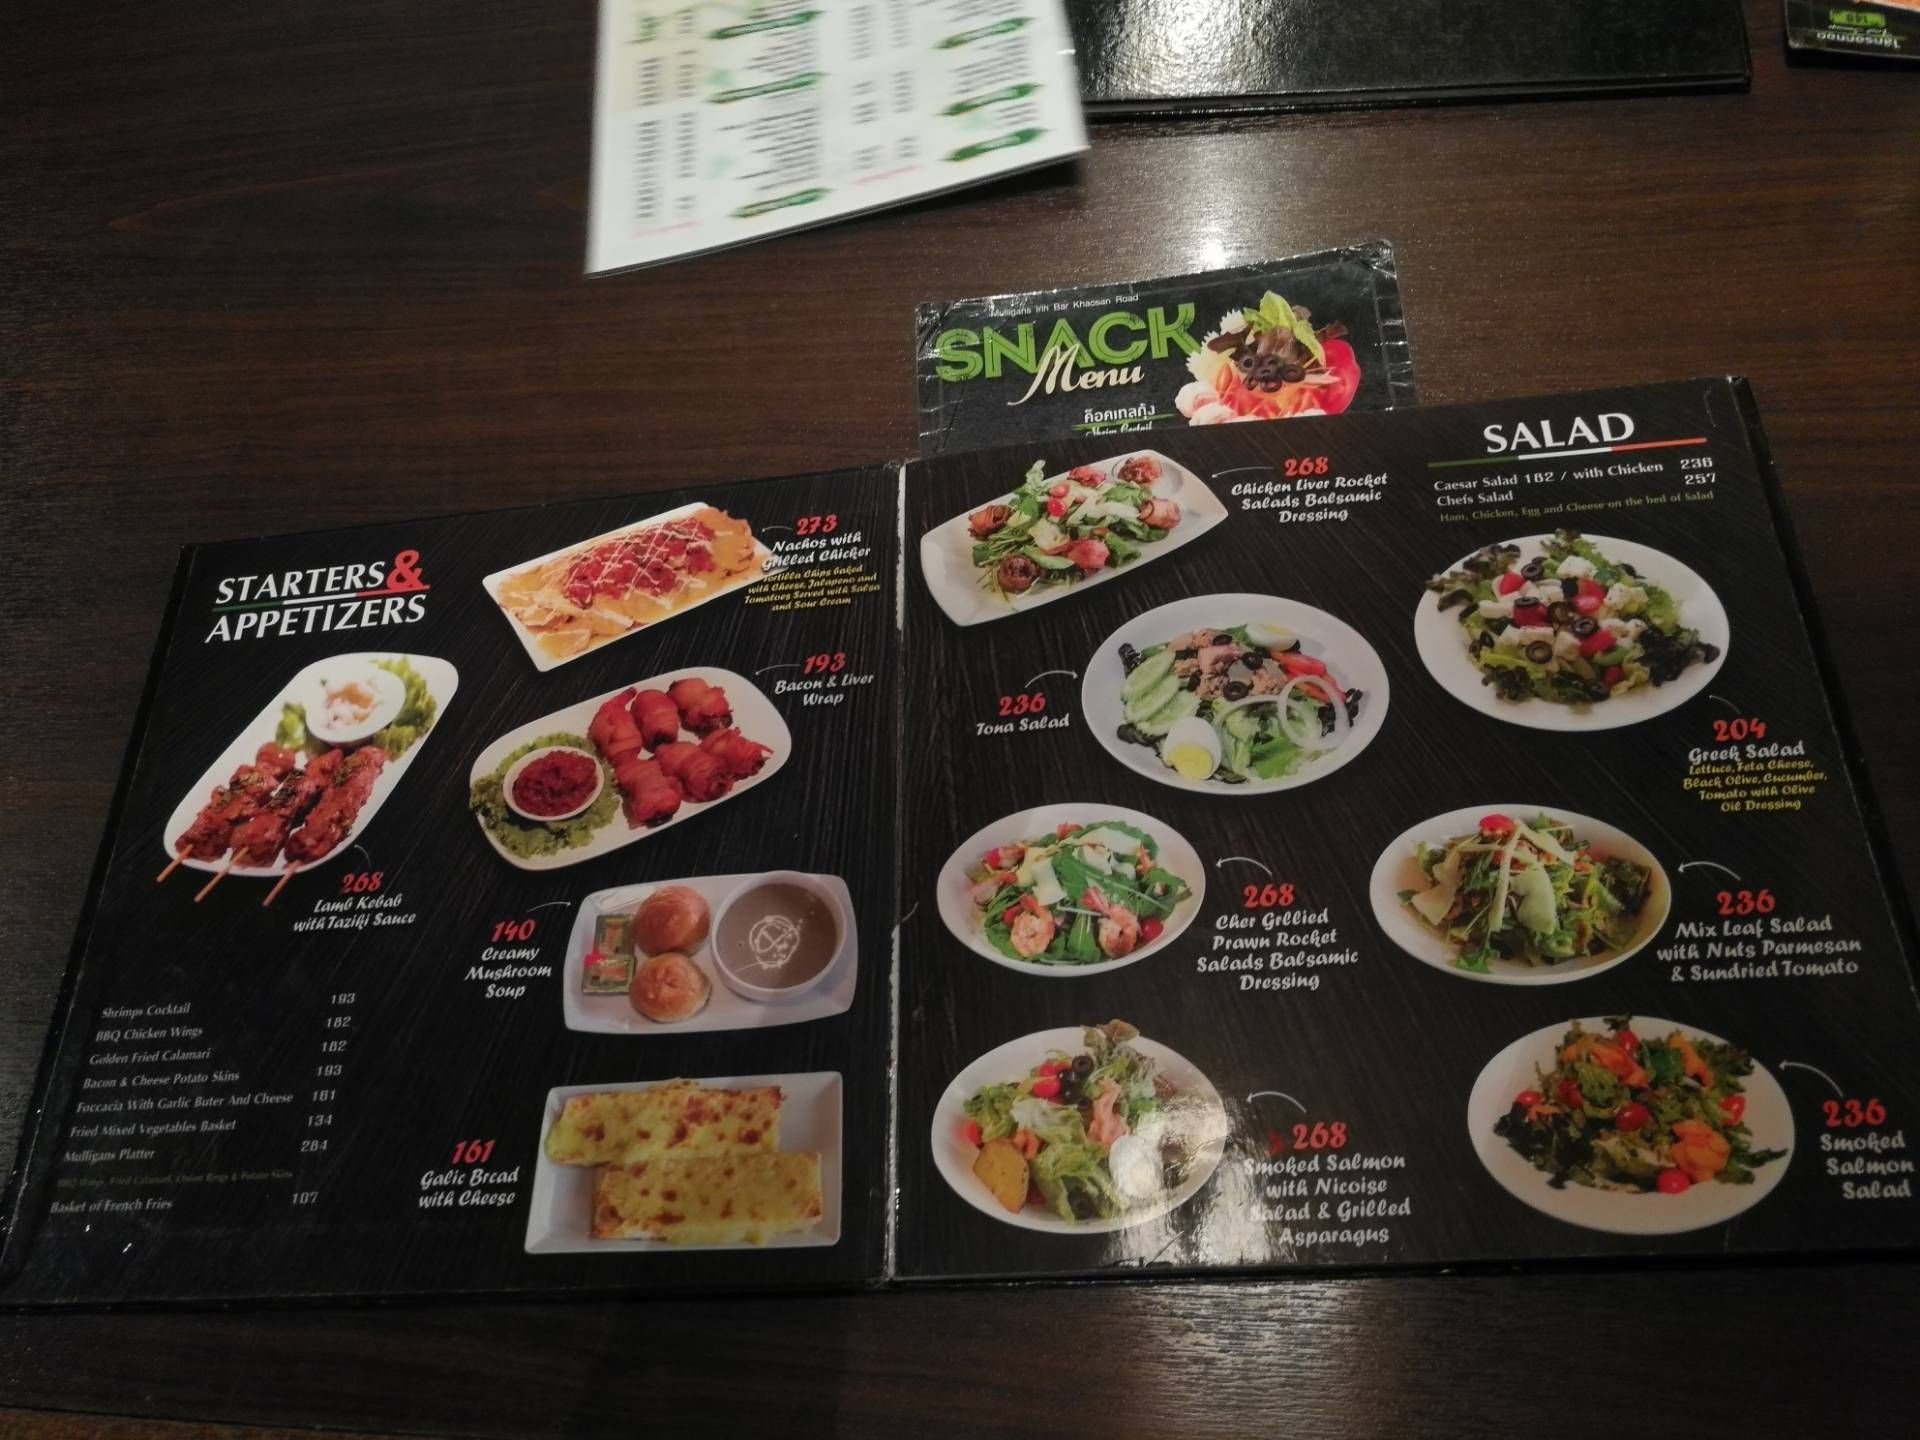 Mulligans Inh Bar Khaosan Road
SNACK
Menu
ค็อกเทลกุ้ง
STARTERS &
APPETIZERS
273
Nachos with
Grilled Chicker
Tortilla Chips baked
with Cheese, Jalapeno and
Tomatoes Served with Salsa
and Sour Cream
193
Bacon & Liver
Wrap
268
Lamb Kebab
with Taziki Sauce
140
Creamy
Mushroom
Soup
Shrimps Cocktail 193
BBQ Chicken Wings 182
Golden Fried Calamari 182
Bacon & Cheese Potato Skins 193
Foccacia With Garlic Buter And Cheese 161
Fried Mixed Vegetables Basket 134
Mulligans Platter 284
BBQ Wings, Fried Calamari, Onion Rings & Potato Skins
Basket of French Fries 107
161
Galic Brcad
with Cheese
SALAD
Caesar Salad 182 / with Chicken 236
Chefs Salad 257
Ham, Chicken, Egg and Cheese on the bed of Salad
268
Chicken Liver Rocket
Salads Balsamic
Dressing
236
Tona Salad
204
Greek Salad
Lettuce, Feta Cheese,
Black Olive, Cucumber,
Tomato with Olive
Oil Dressing
268
Cher Grllied
Prawn Rocket
Salads Balsamic
Dressing
236
Mix Leaf Salad
with Nuts Parmesan
& Sundried Tomato
268
Smoked Salmon
with Nicoise
Salad & Grilled
Asparagus
236
Smoked
Salmon
Salad